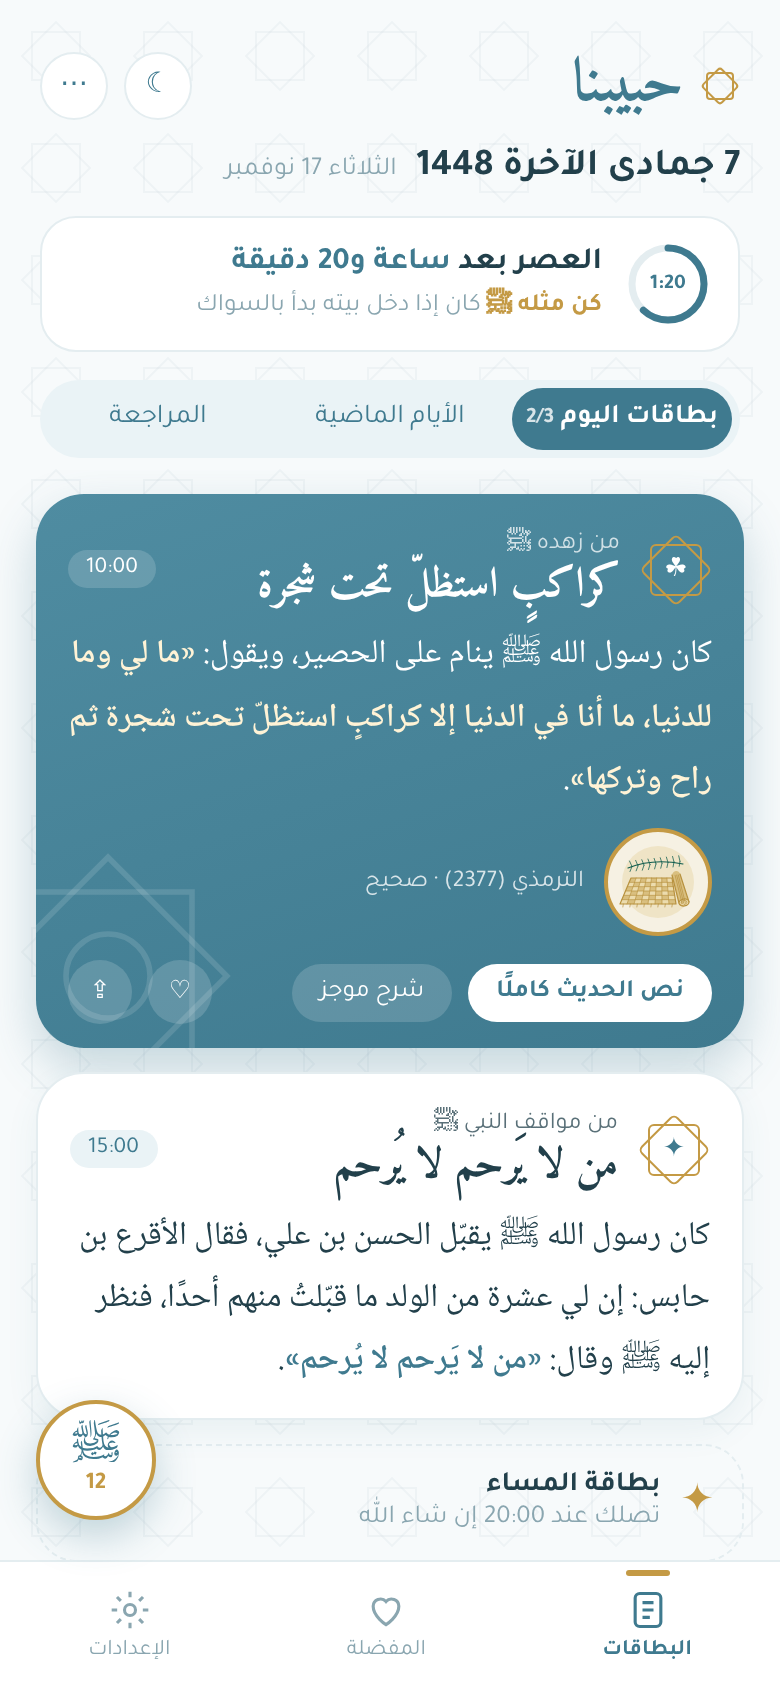 حبيبنا
7 جمادى الآخرة 1448 الثلاثاء 17 نوفمبر
1:20
العصر بعد ساعة و20 دقيقة
كن مثله ﷺ كان إذا دخل بيته بدأ بالسواك
بطاقات اليوم 2/3
الأيام الماضية
المراجعة
من زهده ﷺ
كراكبٍ استظلّ تحت شجرة
10:00
كان رسول الله ﷺ ينام على الحصير، ويقول: «ما لي وما
للدنيا، ما أنا في الدنيا إلا كراكبٍ استظلّ تحت شجرة ثم
راح وتركها».
الترمذي (2377) · صحيح
نص الحديث كاملًا
شرح موجز
من مواقف النبي ﷺ
من لا يَرحم لا يُرحم
15:00
كان رسول الله ﷺ يقبّل الحسن بن علي، فقال الأقرع بن
حابس: إن لي عشرة من الولد ما قبّلتُ منهم أحدًا، فنظر
إليه ﷺ وقال: «من لا يَرحم لا يُرحم».
ﷺ
12
بطاقة المساء
تصلك عند 20:00 إن شاء الله
البطاقات
المفضلة
الإعدادات